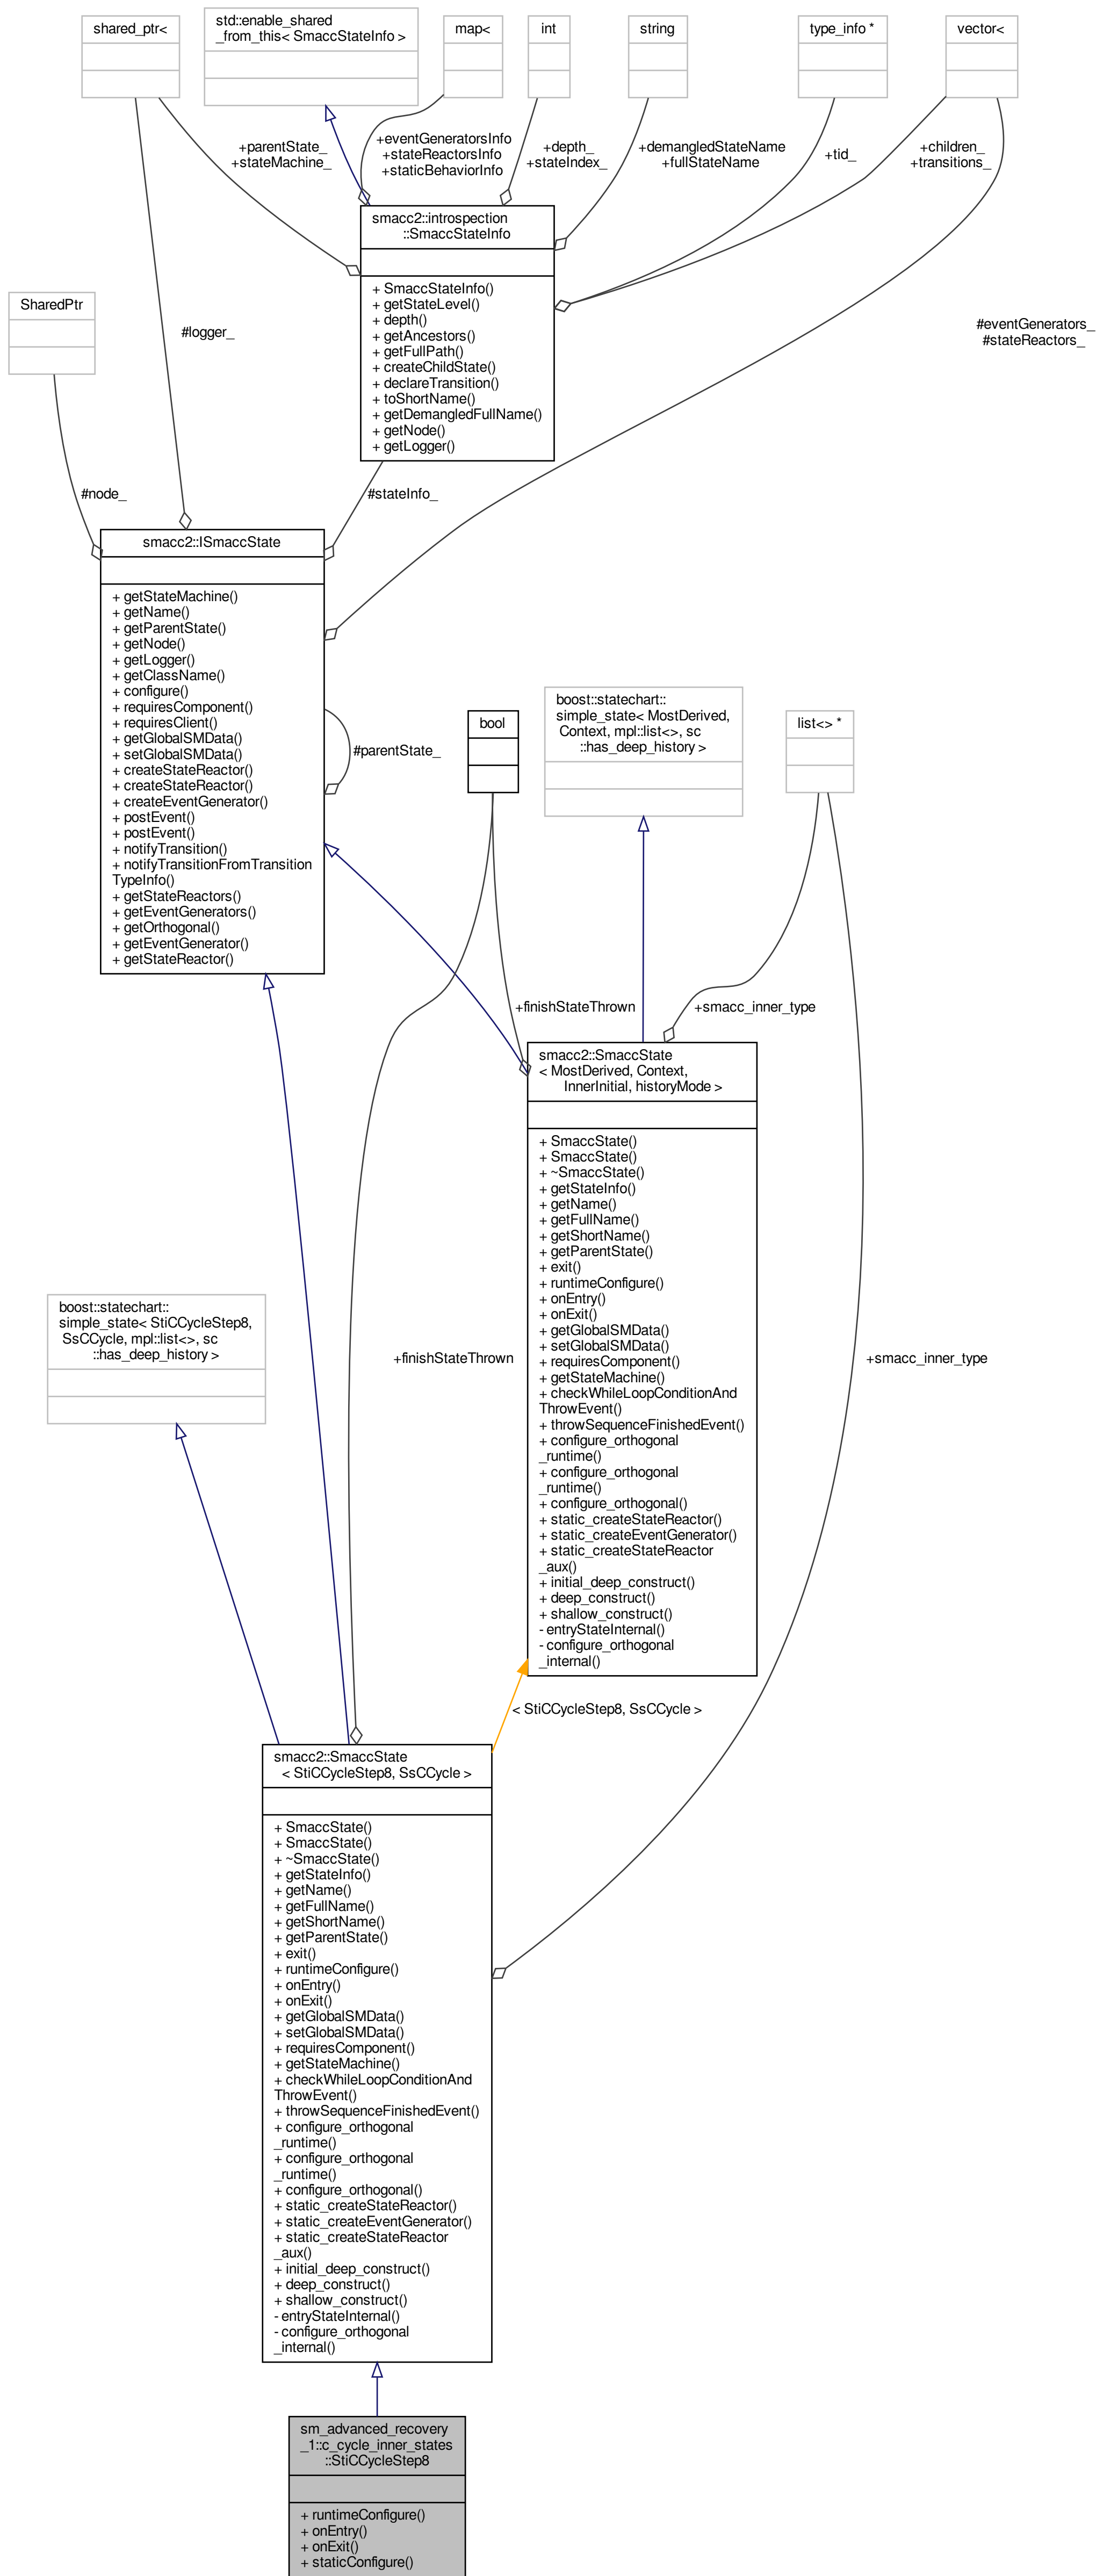 shared_ptr<
std::enable_shared
_from_this< SmaccStateInfo >
map<
int
string
type_info *
vector<
+parentState_
+stateMachine_
+eventGeneratorsInfo
+stateReactorsInfo
+staticBehaviorInfo
+depth_
+stateIndex_
+demangledStateName
+fullStateName
+tid_
+children_
+transitions_
smacc2::introspection
::SmaccStateInfo
+ SmaccStateInfo()
+ getStateLevel()
+ depth()
+ getAncestors()
+ getFullPath()
+ createChildState()
+ declareTransition()
+ toShortName()
+ getDemangledFullName()
+ getNode()
+ getLogger()
SharedPtr
#logger_
#eventGenerators_
#stateReactors_
#node_
#stateInfo_
smacc2::ISmaccState
+ getStateMachine()
+ getName()
+ getParentState()
+ getNode()
+ getLogger()
+ getClassName()
+ configure()
+ requiresComponent()
+ requiresClient()
+ getGlobalSMData()
+ setGlobalSMData()
+ createStateReactor()
+ createStateReactor()
+ createEventGenerator()
+ postEvent()
+ postEvent()
+ notifyTransition()
+ notifyTransitionFromTransition
TypeInfo()
+ getStateReactors()
+ getEventGenerators()
+ getOrthogonal()
+ getEventGenerator()
+ getStateReactor()
#parentState_
bool
boost::statechart::
simple_state< MostDerived,
Context, mpl::list<>, sc
::has_deep_history >
list<> *
+finishStateThrown
+smacc_inner_type
smacc2::SmaccState
< MostDerived, Context,
InnerInitial, historyMode >
+ SmaccState()
+ SmaccState()
+ ~SmaccState()
+ getStateInfo()
+ getName()
+ getFullName()
+ getShortName()
+ getParentState()
+ exit()
+ runtimeConfigure()
+ onEntry()
+ onExit()
+ getGlobalSMData()
+ setGlobalSMData()
+ requiresComponent()
+ getStateMachine()
+ checkWhileLoopConditionAnd
ThrowEvent()
+ throwSequenceFinishedEvent()
+ configure_orthogonal
_runtime()
+ configure_orthogonal
_runtime()
+ configure_orthogonal()
+ static_createStateReactor()
+ static_createEventGenerator()
+ static_createStateReactor
_aux()
+ initial_deep_construct()
+ deep_construct()
+ shallow_construct()
- entryStateInternal()
- configure_orthogonal
_internal()
boost::statechart::
simple_state< StiCCycleStep8,
SsCCycle, mpl::list<>, sc
::has_deep_history >
+finishStateThrown
+smacc_inner_type
< StiCCycleStep8, SsCCycle >
smacc2::SmaccState
< StiCCycleStep8, SsCCycle >
+ SmaccState()
+ SmaccState()
+ ~SmaccState()
+ getStateInfo()
+ getName()
+ getFullName()
+ getShortName()
+ getParentState()
+ exit()
+ runtimeConfigure()
+ onEntry()
+ onExit()
+ getGlobalSMData()
+ setGlobalSMData()
+ requiresComponent()
+ getStateMachine()
+ checkWhileLoopConditionAnd
ThrowEvent()
+ throwSequenceFinishedEvent()
+ configure_orthogonal
_runtime()
+ configure_orthogonal
_runtime()
+ configure_orthogonal()
+ static_createStateReactor()
+ static_createEventGenerator()
+ static_createStateReactor
_aux()
+ initial_deep_construct()
+ deep_construct()
+ shallow_construct()
- entryStateInternal()
- configure_orthogonal
_internal()
sm_advanced_recovery
_1::c_cycle_inner_states
::StiCCycleStep8
+ runtimeConfigure()
+ onEntry()
+ onExit()
+ staticConfigure()